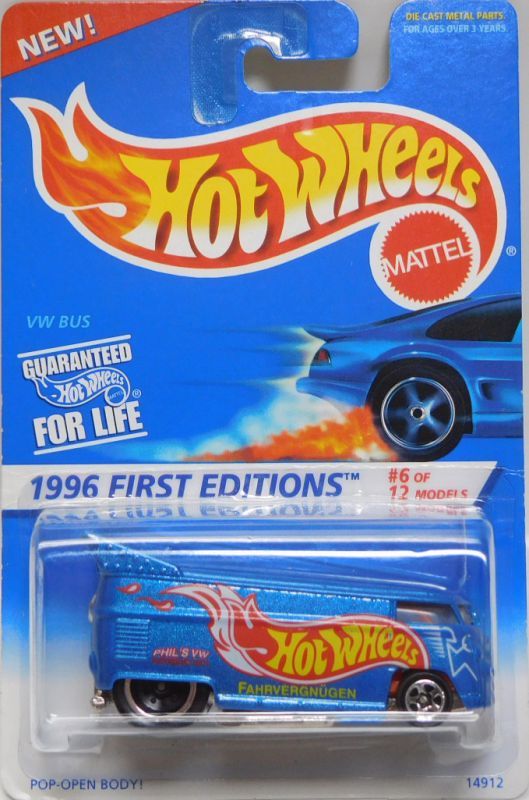 NEW!
DIE CAST METAL PARTS.
FOR AGES OVER 3 YEARS.
HOT WHEELS
MATTEL
®
VW BUS
GUARANTEED
HOT WHEELS ®
FOR LIFE
1996 FIRST EDITIONS™
#6 OF
12 MODELS
PHIL'S VW
HOT WHEELS
FAHRVERGNÜGEN
POP-OPEN BODY!
14912